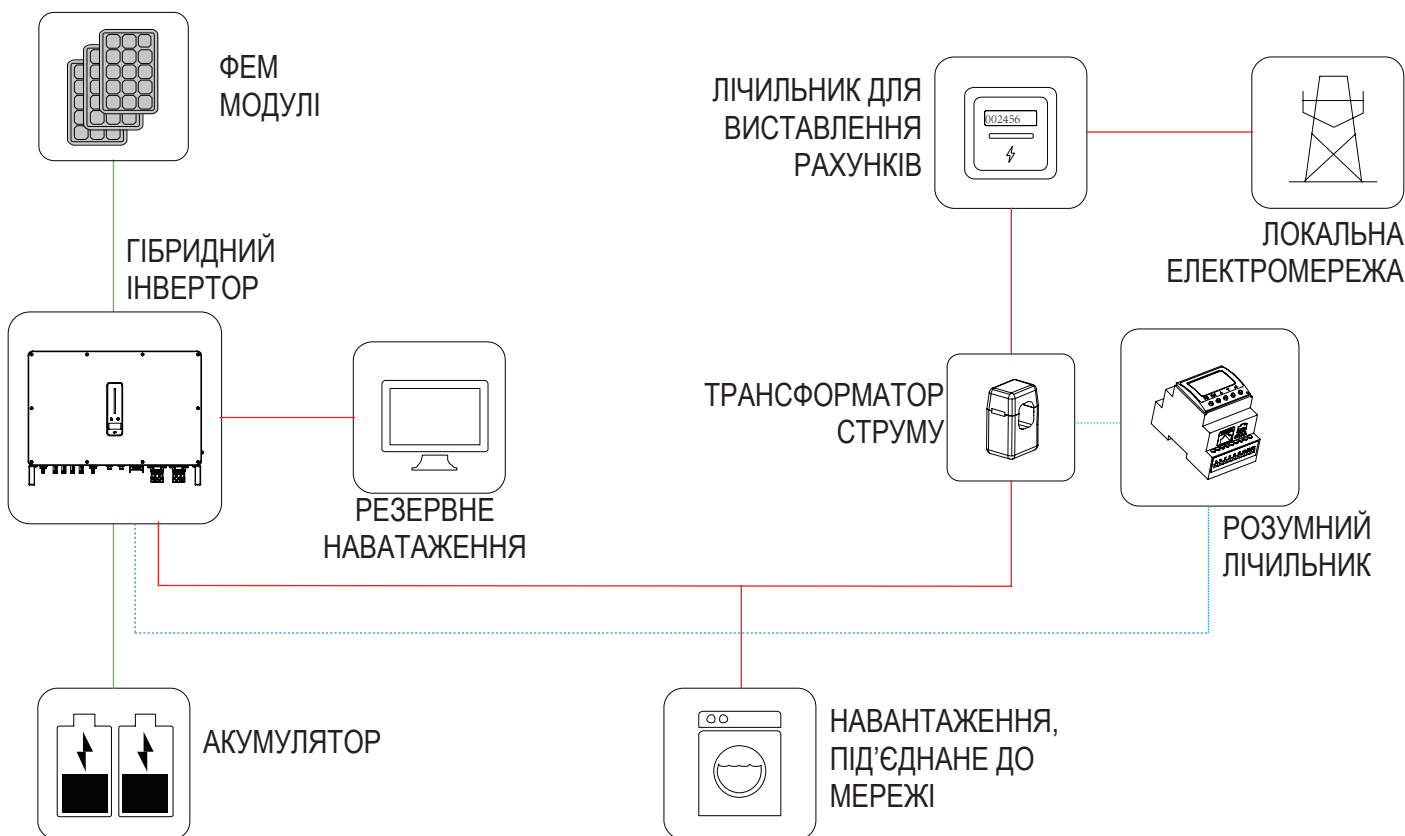 ФЕМ
МОДУЛІ
ЛІЧИЛЬНИК ДЛЯ
ВИСТАВЛЕННЯ
РАХУНКІВ
002456
ЛОКАЛЬНА
ЕЛЕКТРОМЕРЕЖА
ГІБРИДНИЙ
ІНВЕРТОР
ТРАНСФОРМАТОР
СТРУМУ
РЕЗЕРВНЕ
НАВАТАЖЕННЯ
РОЗУМНИЙ
ЛІЧИЛЬНИК
АКУМУЛЯТОР
НАВАНТАЖЕННЯ,
ПІД’ЄДНАНЕ ДО
МЕРЕЖІ